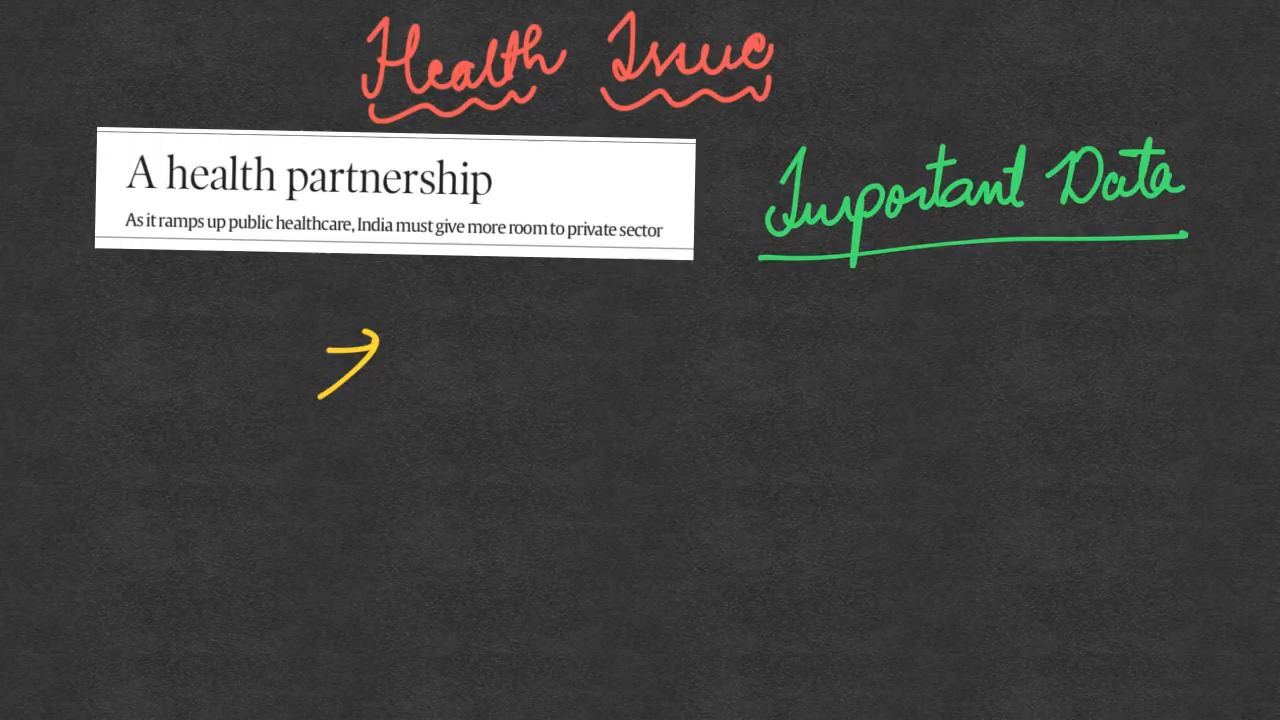 Health Issue
A health partnership
As it ramps up public healthcare, India must give more room to private sector
Important Data